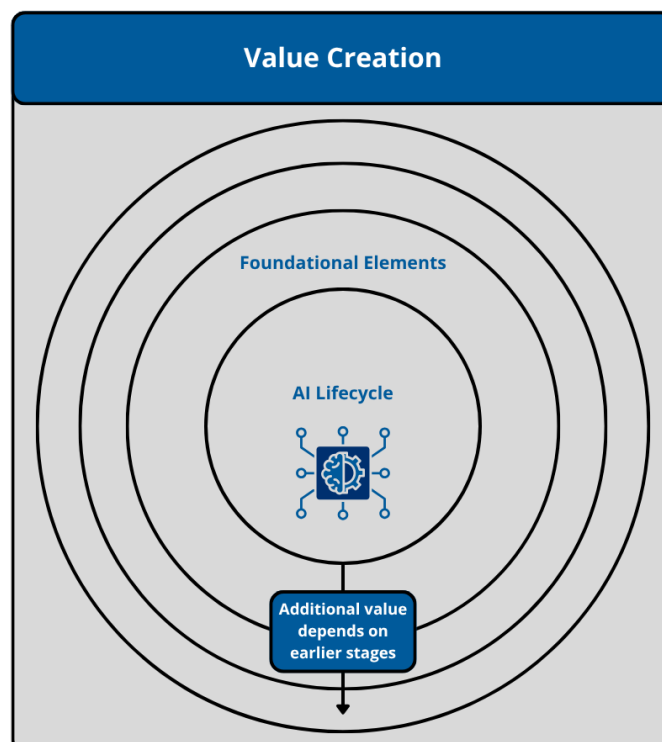 Value Creation
Foundational Elements
AI Lifecycle
Additional value
depends on
earlier stages